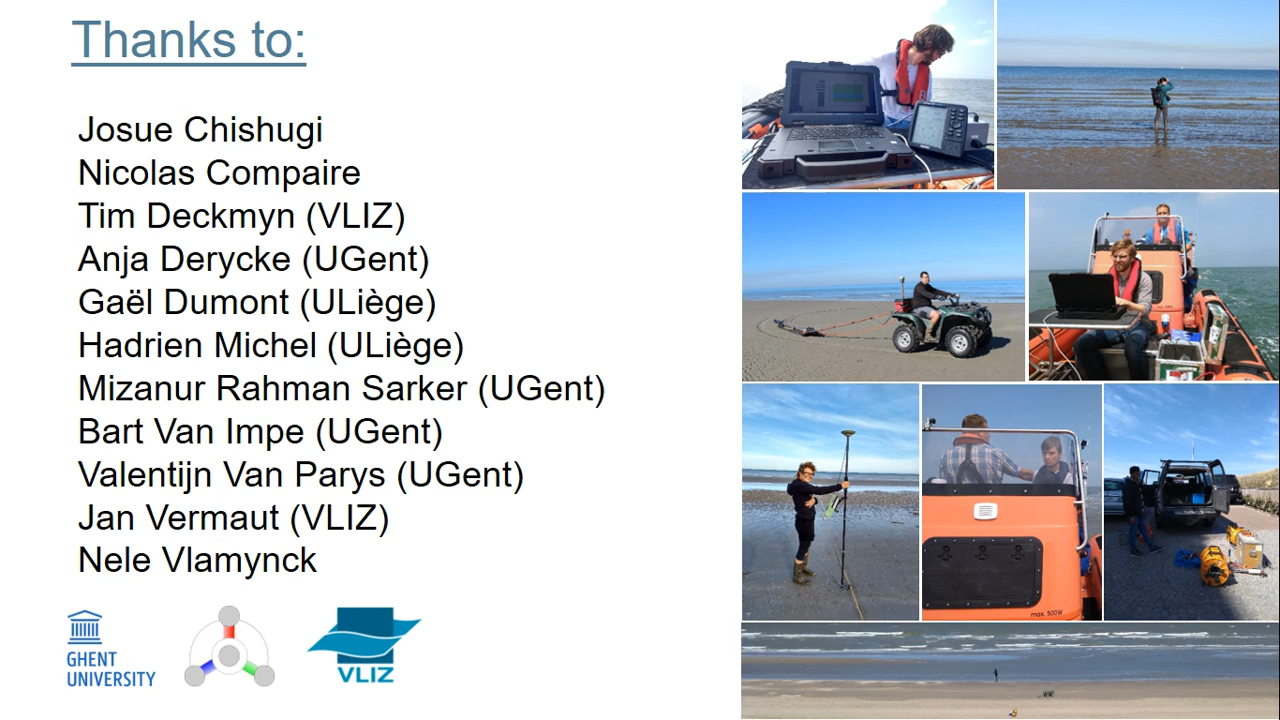 Thanks to:
Josue Chishugi
Nicolas Compaire
Tim Deckmyn (VLIZ)
Anja Derycke (UGent)
Gaël Dumont (ULiège)
Hadrien Michel (ULiège)
Mizanur Rahman Sarker (UGent)
Bart Van Impe (UGent)
Valentijn Van Parys (UGent)
Jan Vermaut (VLIZ)
Nele Vlamynck
GHENT
UNIVERSITY
VLIZ
max. 500W